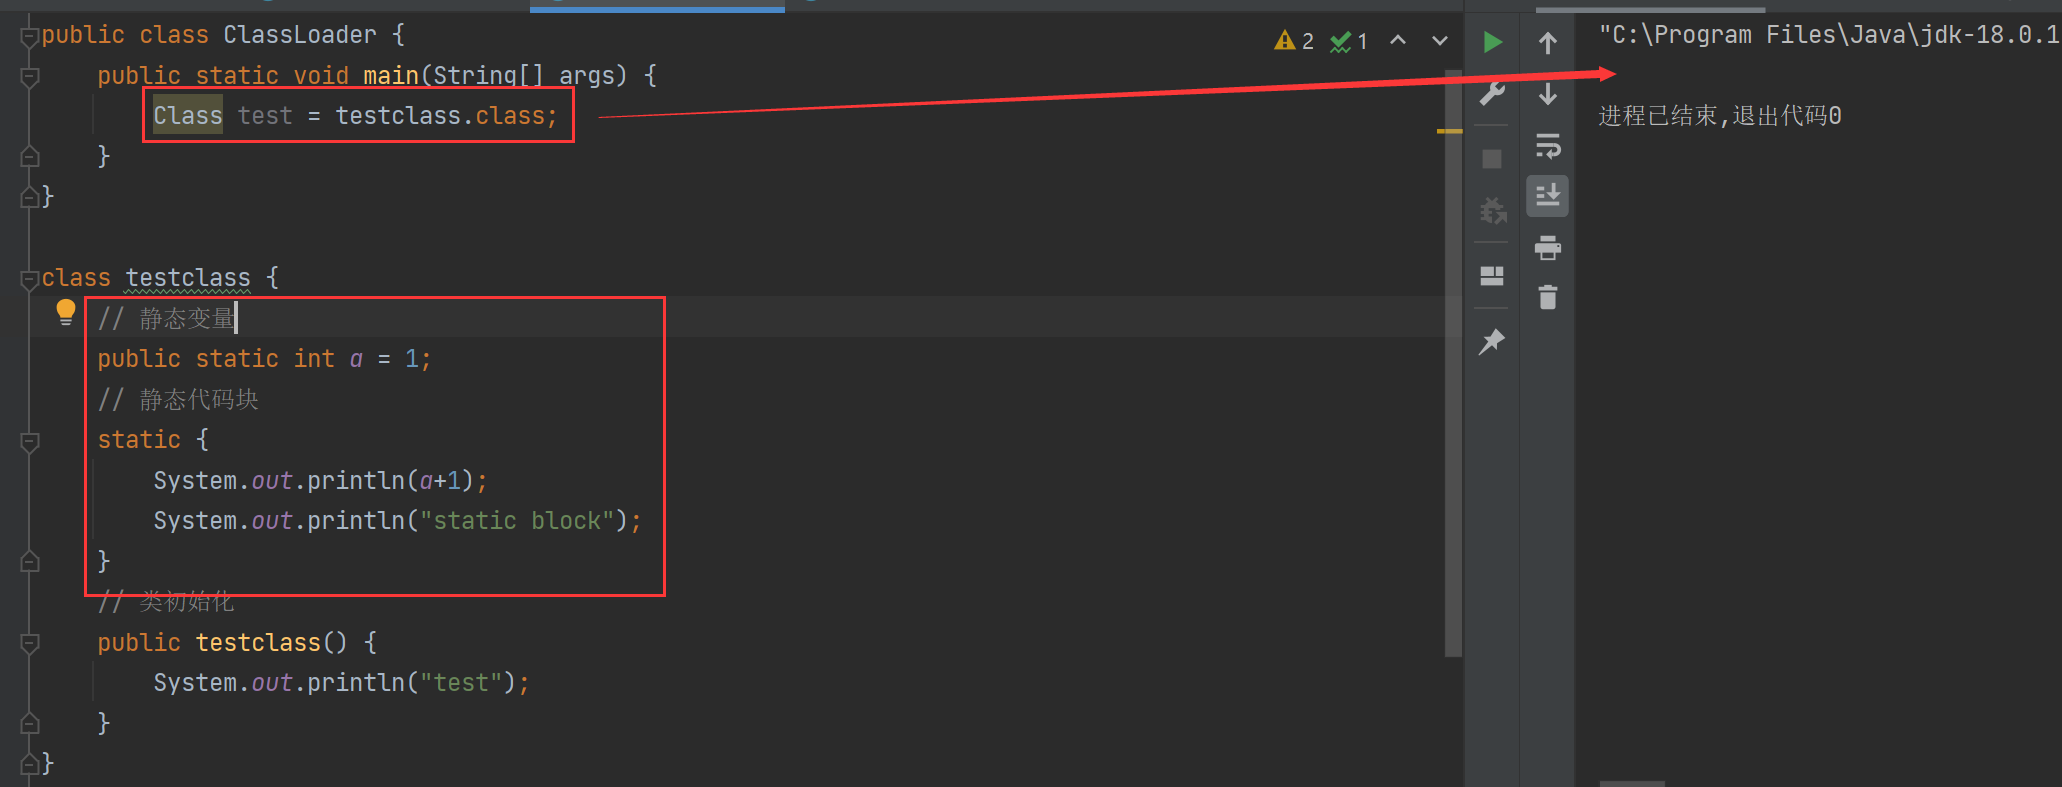 public class ClassLoader {
public static void main(String[] args) {
Class test = testclass.class;
}
}
class testclass {
// 静态变量
public static int a = 1;
// 静态代码块
static {
System.out.println(a+1);
System.out.println("static block");
}
// 类初始化
public testclass() {
System.out.println("test");
}
}
2 1
"C:\Program Files\Java\jdk-18.0.1
进程已结束,退出代码0